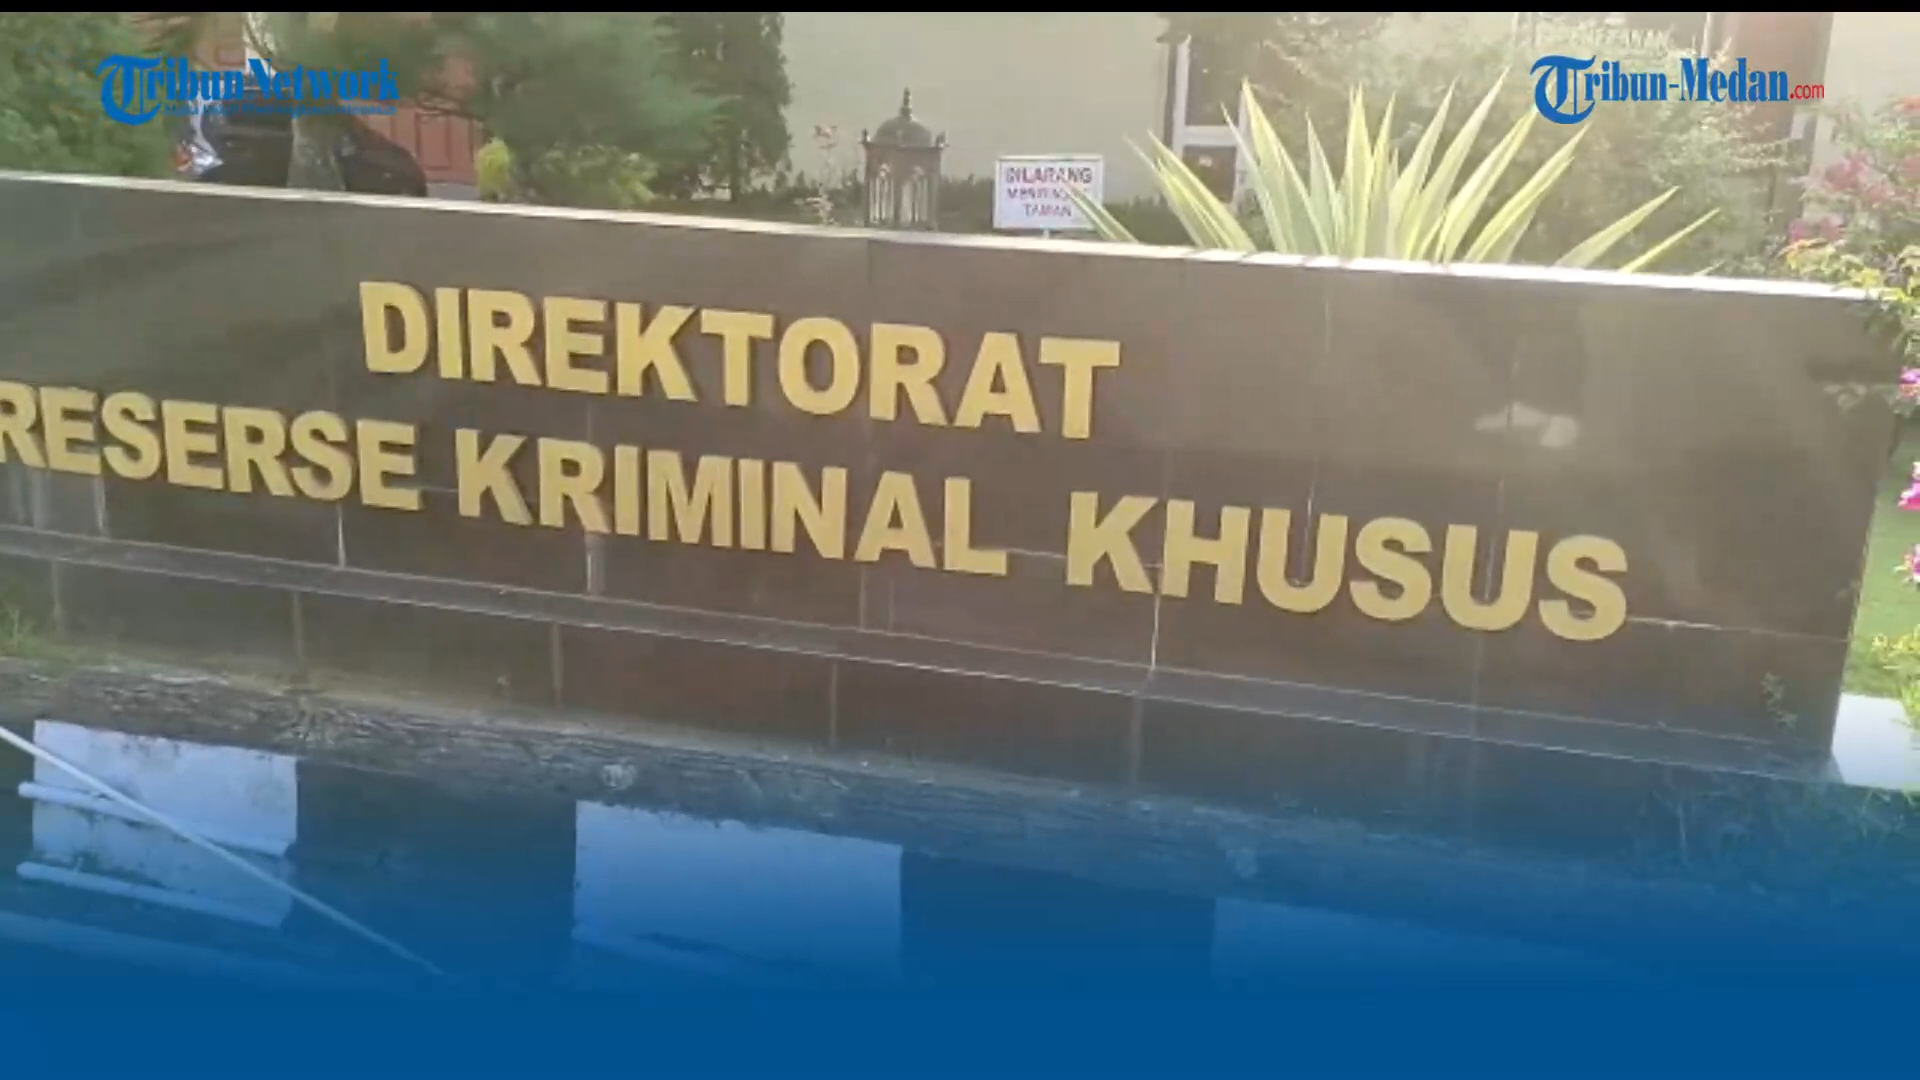 Tribun Network
Tribun-Medan.com
DILARANG
TAMAN
DIREKTORAT
RESERSE KRIMINAL KHUSUS